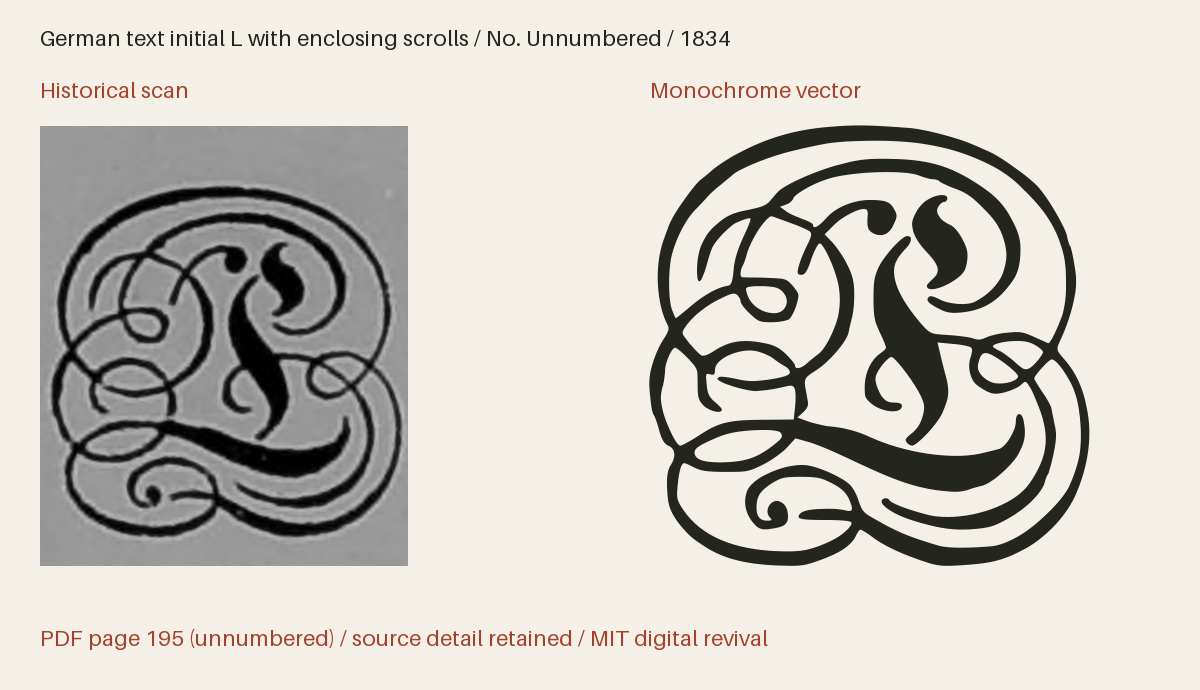 German text initial L with enclosing scrolls / No. Unnumbered / 1834
Historical scan
Monochrome vector
L
L
PDF page 195 (unnumbered) / source detail retained / MIT digital revival